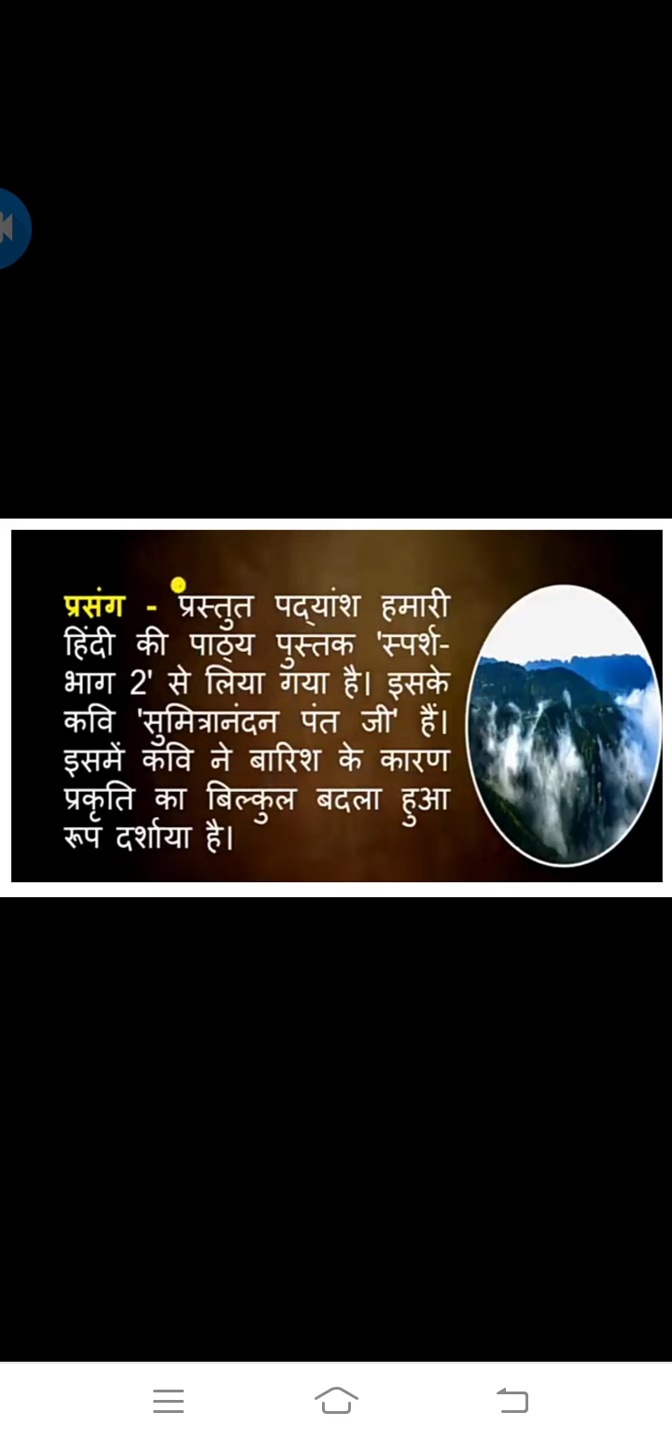 प्रसंग - प्रस्तुत पद्यांश हमारी
हिंदी की पाठ्य पुस्तक 'स्पर्श-
भाग 2' से लिया गया है। इसके
कवि 'सुमित्रानंदन पंत जी' हैं।
इसमें कवि ने बारिश के कारण
प्रकृति का बिल्कुल बदला हुआ
रूप दर्शाया है।